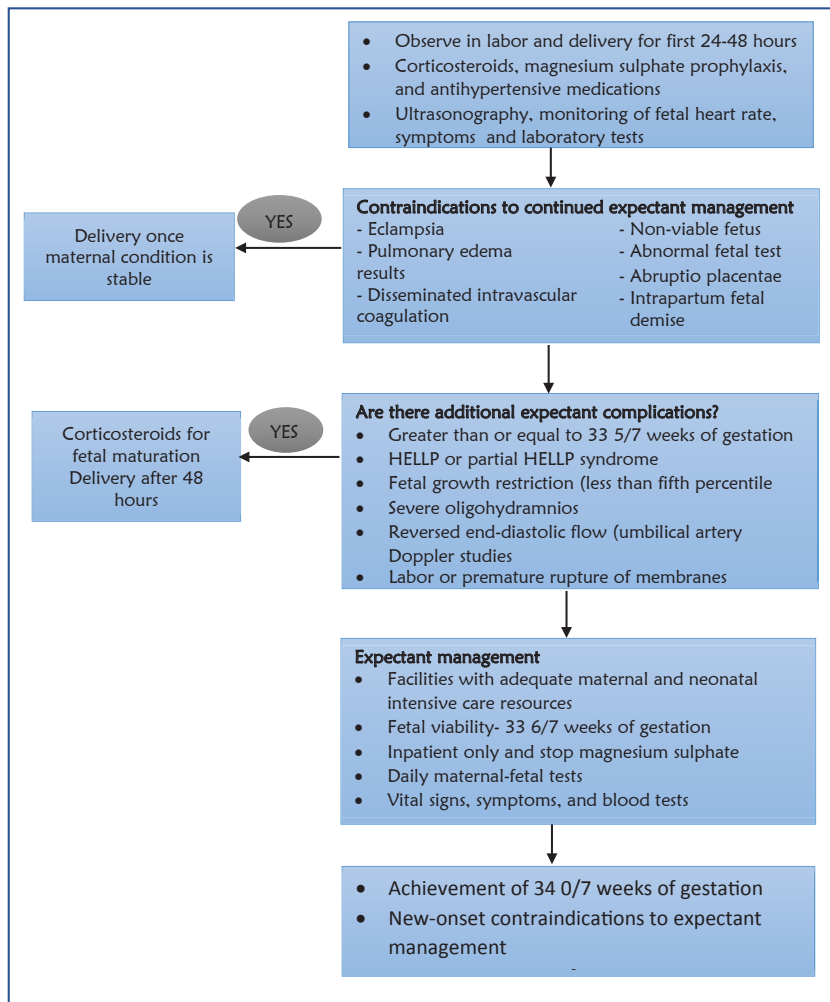 • Observe in labor and delivery for first 24-48 hours
• Corticosteroids, magnesium sulphate prophylaxis,
and antihypertensive medications
• Ultrasonography, monitoring of fetal heart rate,
symptoms and laboratory tests
YES
Delivery once
maternal condition is
stable
Contraindications to continued expectant management
- Eclampsia
- Pulmonary edema
results
- Disseminated intravascular
coagulation
- Non-viable fetus
- Abnormal fetal test
- Abruptio placentae
- Intrapartum fetal
demise
YES
Corticosteroids for
fetal maturation
Delivery after 48
hours
Are there additional expectant complications?
• Greater than or equal to 33 5/7 weeks of gestation
• HELLP or partial HELLP syndrome
• Fetal growth restriction (less than fifth percentile
• Severe oligohydramnios
• Reversed end-diastolic flow (umbilical artery
Doppler studies
• Labor or premature rupture of membranes
Expectant management
• Facilities with adequate maternal and neonatal
intensive care resources
• Fetal viability- 33 6/7 weeks of gestation
• Inpatient only and stop magnesium sulphate
• Daily maternal-fetal tests
• Vital signs, symptoms, and blood tests
• Achievement of 34 0/7 weeks of gestation
• New-onset contraindications to expectant
management
-